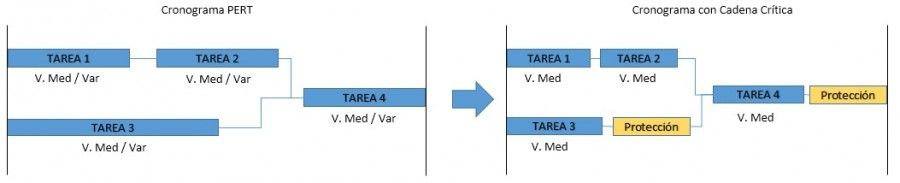 Cronograma PERT
TAREA 1
TAREA 2
V. Med / Var
V. Med / Var
TAREA 4
V. Med / Var
TAREA 3
V. Med / Var
Cronograma con Cadena Crítica
TAREA 1
TAREA 2
V. Med
V. Med
TAREA 4
Protección
V. Med
TAREA 3
Protección
V. Med